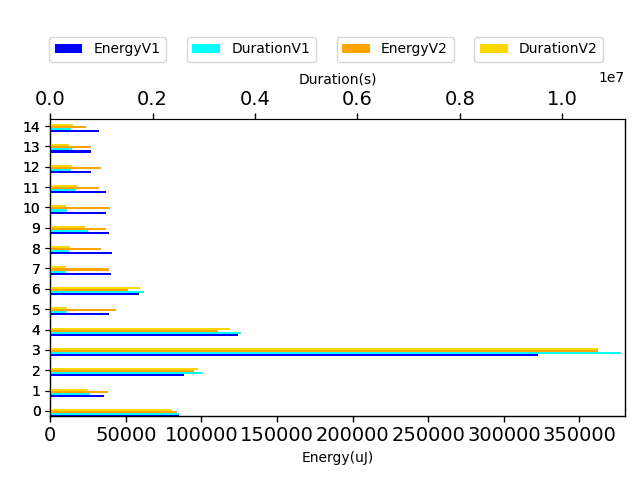 EnergyV1 DurationV1 EnergyV2 DurationV2
Duration(s)
1e7
0.0 0.2 0.4 0.6 0.8 1.0
14
13
12
11
10
9
8
7
6
5
4
3
2
1
0
0 50000 100000 150000 200000 250000 300000 350000
Energy(uJ)